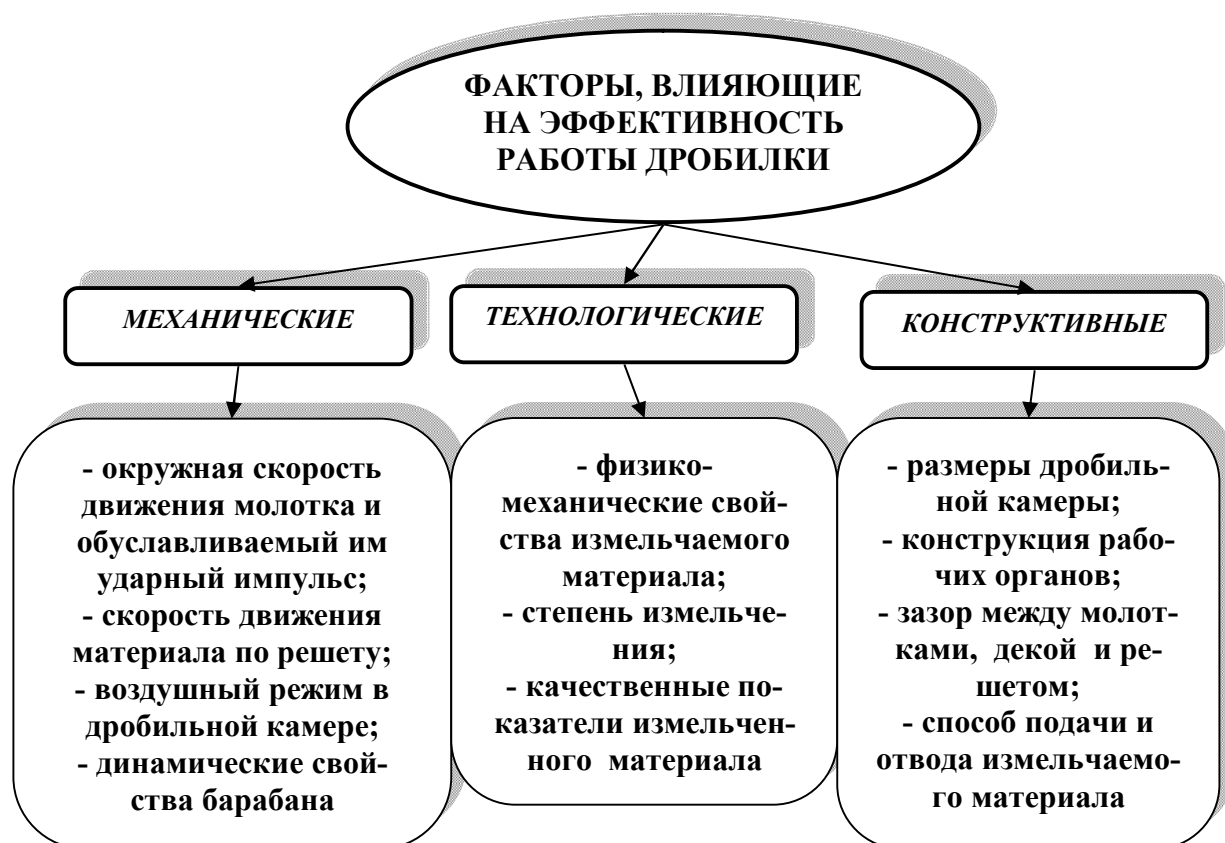 ФАКТОРЫ, ВЛИЯЮЩИЕ
НА ЭФФЕКТИВНОСТЬ
РАБОТЫ ДРОБИЛКИ
МЕХАНИЧЕСКИЕ
ТЕХНОЛОГИЧЕСКИЕ
КОНСТРУКТИВНЫЕ
- окружная скорость
движения молотка и
обуславливаемый им
ударный импульс;
- скорость движения
материала по решету;
- воздушный режим в
дробильной камере;
- динамические свой-
ства барабана
- физико-
механические свой-
ства измельчаемого
материала;
- степень измельче-
ния;
- качественные по-
казатели измельчен-
ного материала
- размеры дробиль-
ной камеры;
- конструкция рабо-
чих органов;
- зазор между молот-
ками, декой и ре-
шетом;
- способ подачи и
отвода измельчаемо-
го материала